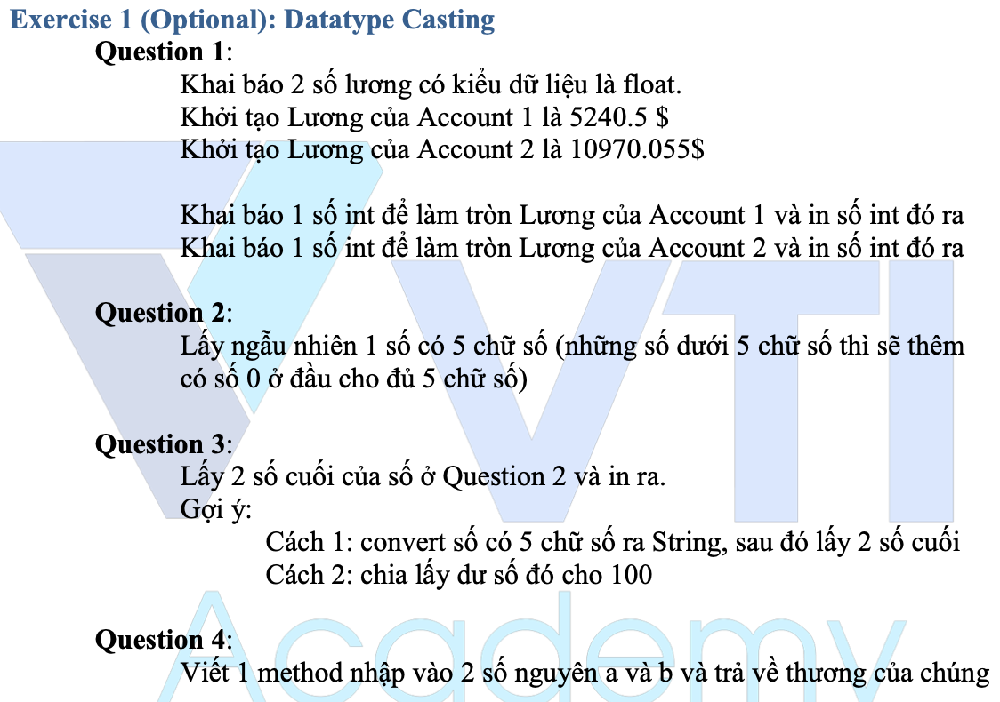 Exercise 1 (Optional): Datatype Casting
Question 1:
Khai báo 2 số lương có kiểu dữ liệu là float.
Khởi tạo Lương của Account 1 là 5240.5 $
Khởi tạo Lương của Account 2 là 10970.055$
Khai báo 1 số int để làm tròn Lương của Account 1 và in số int đó ra
Khai báo 1 số int để làm tròn Lương của Account 2 và in số int đó ra
Question 2:
Lấy ngẫu nhiên 1 số có 5 chữ số (những số dưới 5 chữ số thì sẽ thêm
có số 0 ở đầu cho đủ 5 chữ số)
Question 3:
Lấy 2 số cuối của số ở Question 2 và in ra.
Gợi ý:
Cách 1: convert số có 5 chữ số ra String, sau đó lấy 2 số cuối
Cách 2: chia lấy dư số đó cho 100
Question 4:
Viết 1 method nhập vào 2 số nguyên a và b và trả về thương của chúng
VTI
Academy